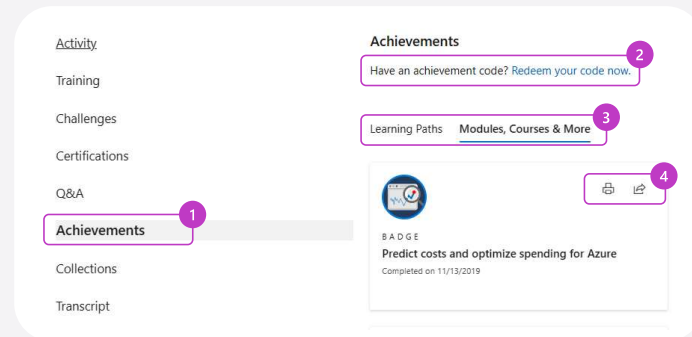 Activity
Training
Challenges
Certifications
Q&A
1
Achievements
Collections
Transcript
Achievements
2
Have an achievement code? Redeem your code now.
3
Learning Paths Modules, Courses & More
4
BADGE
Predict costs and optimize spending for Azure
Completed on 11/13/2019